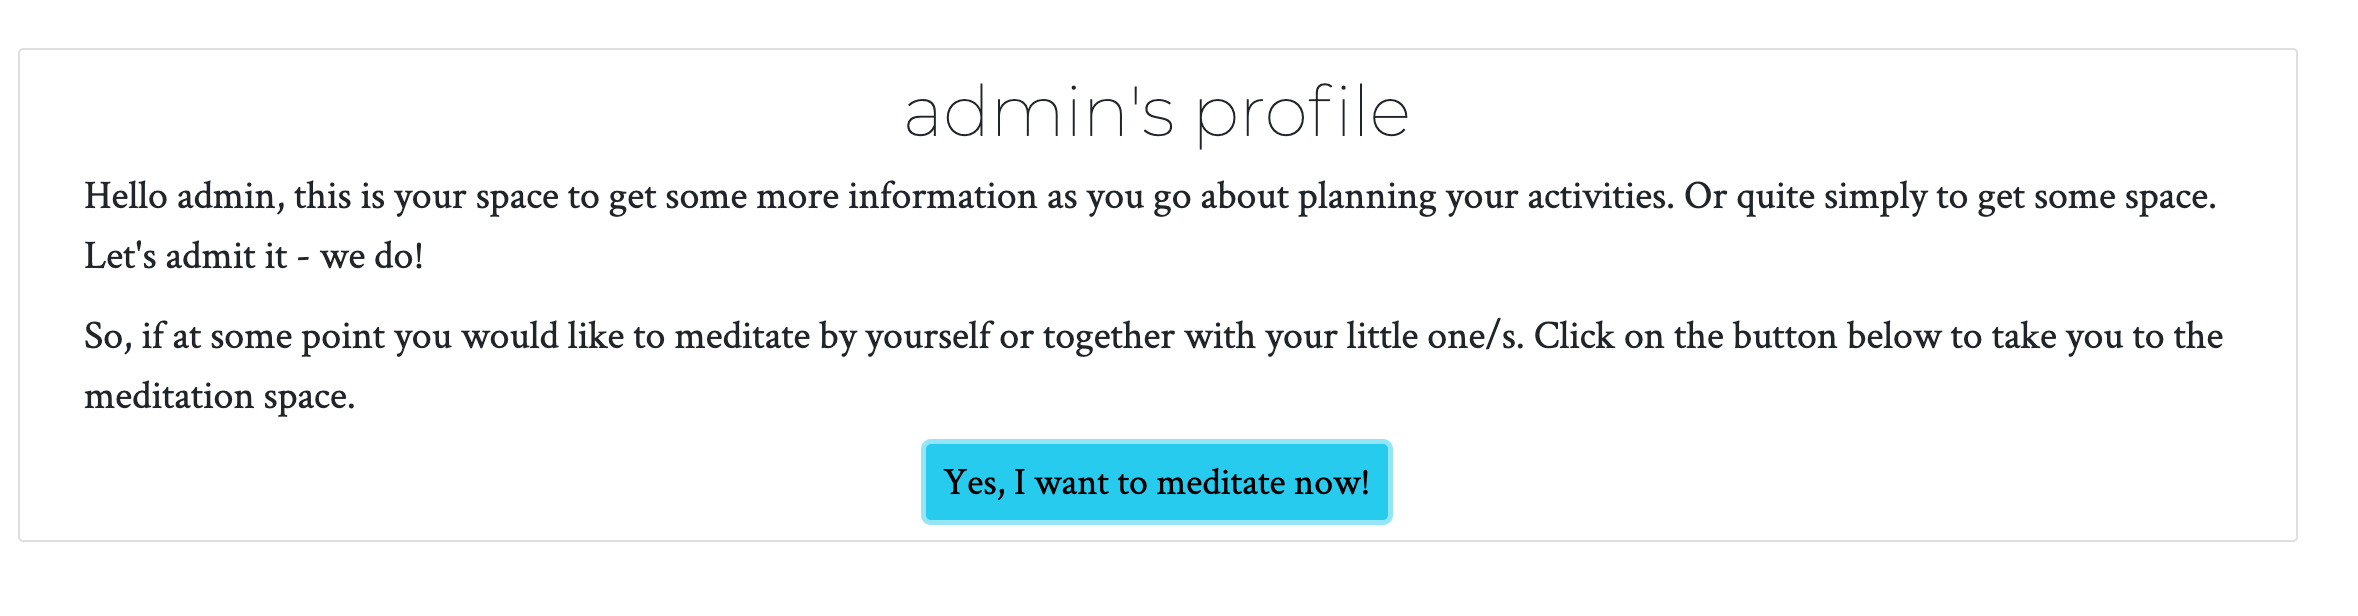 admin's profile
Hello admin, this is your space to get some more information as you go about planning your activities. Or quite simply to get some space.
Let's admit it - we do!
So, if at some point you would like to meditate by yourself or together with your little one/s. Click on the button below to take you to the
meditation space.
Yes, I want to meditate now!